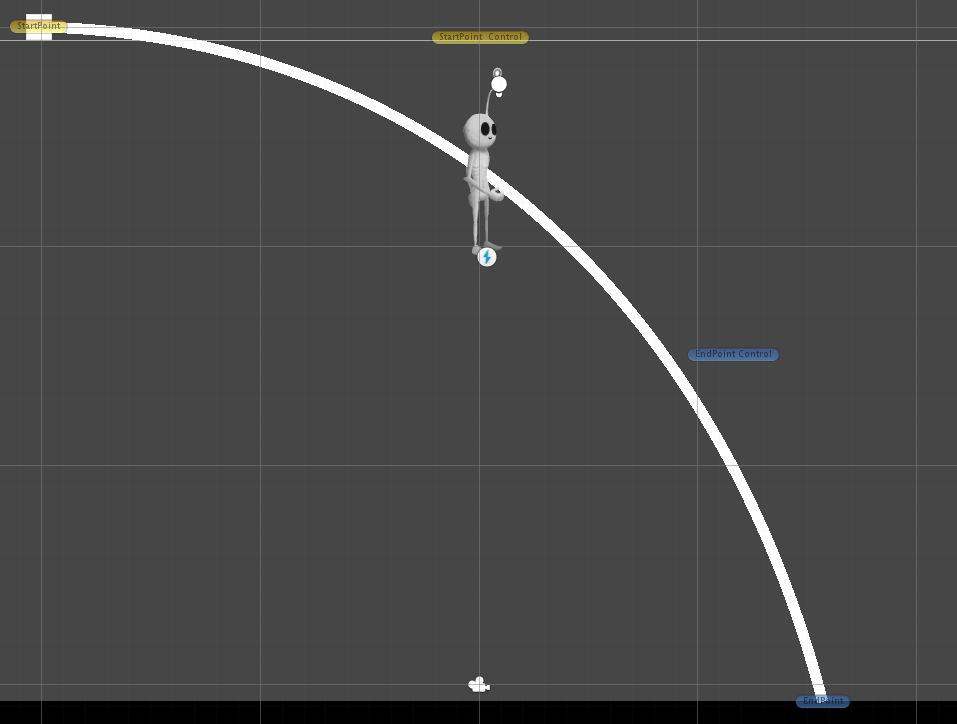 StartPoint
StartPoint Control
EndPoint Control
EndPoint